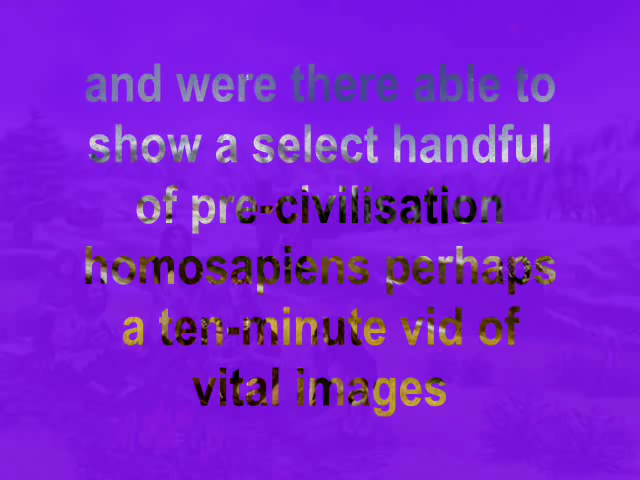 and were there able to
show a select handful
of pre-civilisation
homosapiens perhaps
a ten-minute vid of
vital images